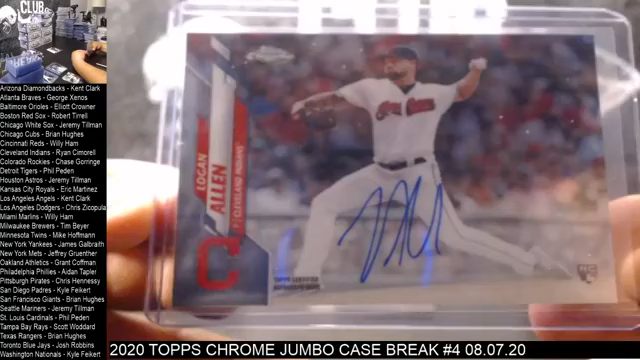 CLUB
BREAKS
Arizona Diamondbacks - Kent Clark
Atlanta Braves - George Xenos
Baltimore Orioles - Elliott Crowner
Boston Red Sox - Robert Tirrell
Chicago White Sox - Jeremy Tillman
Chicago Cubs - Brian Hughes
Cincinnati Reds - Willy Ham
Cleveland Indians - Ryan Cimorell
Colorado Rockies - Chase Gorringe
Detroit Tigers - Phil Peden
Houston Astros - Jeremy Tillman
Kansas City Royals - Eric Martinez
Los Angeles Angels - Kent Clark
Los Angeles Dodgers - Chris Zicopula
Miami Marlins - Willy Ham
Milwaukee Brewers - Tim Beyer
Minnesota Twins - Mike Hoffmann
New York Yankees - James Galbraith
New York Mets - Jeffrey Gruenther
Oakland Athletics - Grant Coffman
Philadelphia Phillies - Aidan Tapler
Pittsburgh Pirates - Chris Hennessy
San Diego Padres - Kyle Feikert
San Francisco Giants - Brian Hughes
Seattle Mariners - Jeremy Tillman
St. Louis Cardinals - Phil Peden
Tampa Bay Rays - Scott Woddard
Texas Rangers - Brian Hughes
Toronto Blue Jays - Josh Robbins
Washington Nationals - Kyle Feikert
LOGAN
ALLEN
CLEVELAND INDIANS
C
TOPPS CERTIFIED
AUTOGRAPH ISSUE
RC
2020 TOPPS CHROME JUMBO CASE BREAK #4 08.07.20